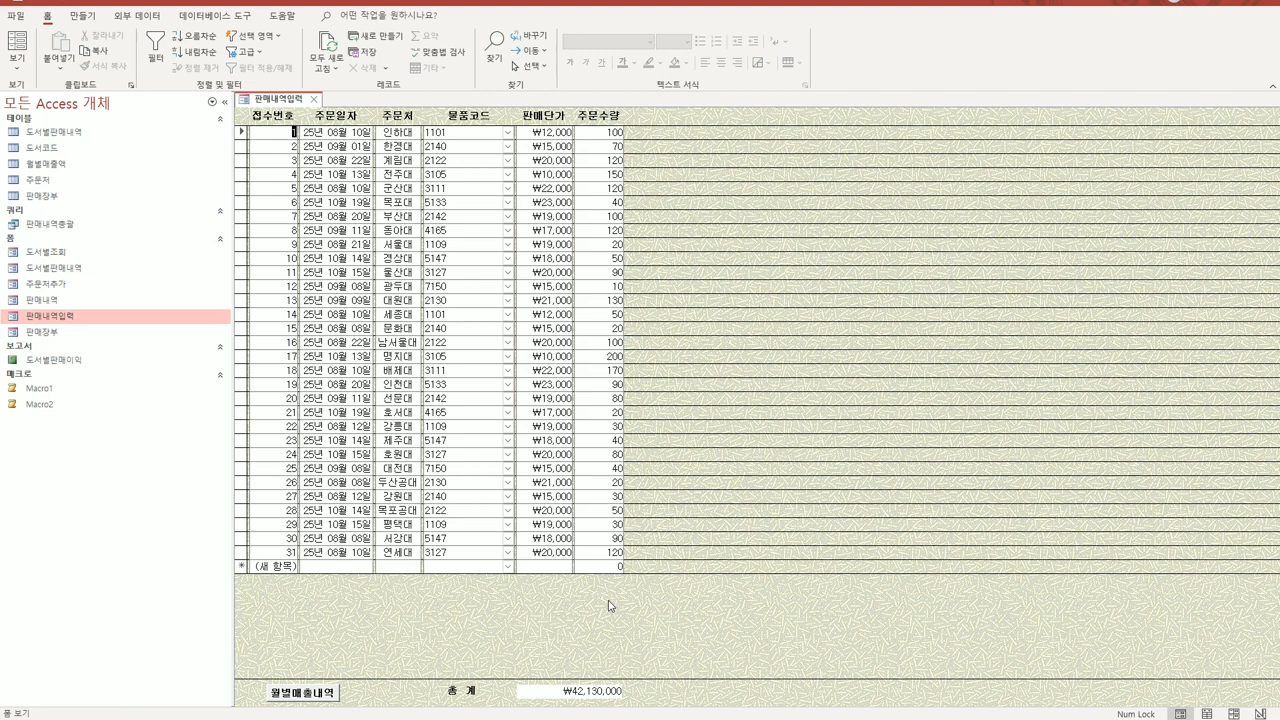 파일 홈 만들기 외부 데이터 데이터베이스 도구 도움말 어떤 작업을 원하시나요?
보기 붙여넣기 잘라내기 복사 서식 복사 필터 오름차순 내림차순 정렬 제거 선택 영역 고급 필터 적용/해제 모두 새로 고침 새로 만들기 저장 삭제 요약 맞춤법 검사 기타 찾기 바꾸기 이동 선택 가 가 가
보기 클립보드 정렬 및 필터 레코드 찾기 텍스트 서식
모든 Access 개체
테이블
도서별판매내역
도서코드
월별매출액
주문처
판매장부
쿼리
판매내역총괄
폼
도서별조회
도서별판매내역
주문처추가
판매내역
판매내역입력
판매장부
보고서
도서별판매이익
매크로
Macro1
Macro2
판매내역입력
접수번호 주문일자 주문처 물품코드 판매단가 주문수량
1 25년 08월 10일 인하대 1101 ₩12,000 100
2 25년 09월 01일 한경대 2140 ₩15,000 70
3 25년 08월 22일 계림대 2122 ₩20,000 120
4 25년 10월 13일 전주대 3105 ₩10,000 150
5 25년 08월 10일 군산대 3111 ₩22,000 120
6 25년 10월 19일 목포대 5133 ₩23,000 40
7 25년 08월 20일 부산대 2142 ₩19,000 100
8 25년 09월 11일 동아대 4165 ₩17,000 120
9 25년 08월 21일 서울대 1109 ₩19,000 20
10 25년 10월 14일 경상대 5147 ₩18,000 50
11 25년 10월 15일 울산대 3127 ₩20,000 90
12 25년 09월 08일 광두대 7150 ₩15,000 10
13 25년 09월 09일 대원대 2130 ₩21,000 130
14 25년 08월 10일 세종대 1101 ₩12,000 50
15 25년 08월 08일 문화대 2140 ₩15,000 20
16 25년 08월 22일 남서울대 2122 ₩20,000 100
17 25년 10월 13일 명지대 3105 ₩10,000 200
18 25년 08월 10일 배제대 3111 ₩22,000 170
19 25년 08월 20일 인천대 5133 ₩23,000 90
20 25년 09월 11일 선문대 2142 ₩19,000 80
21 25년 10월 19일 호서대 4165 ₩17,000 20
22 25년 08월 12일 강릉대 1109 ₩19,000 30
23 25년 10월 14일 제주대 5147 ₩18,000 40
24 25년 10월 15일 호원대 3127 ₩20,000 80
25 25년 09월 08일 대전대 7150 ₩15,000 40
26 25년 08월 08일 두산공대 2130 ₩21,000 20
27 25년 08월 12일 강원대 2140 ₩15,000 30
28 25년 10월 14일 목포공대 2122 ₩20,000 50
29 25년 10월 15일 평택대 1109 ₩19,000 30
30 25년 08월 08일 서강대 5147 ₩18,000 90
31 25년 08월 10일 연세대 3127 ₩20,000 120
* (새 항목) 0
월별매출내역 총 계 ₩42,130,000
폼 보기 Num Lock